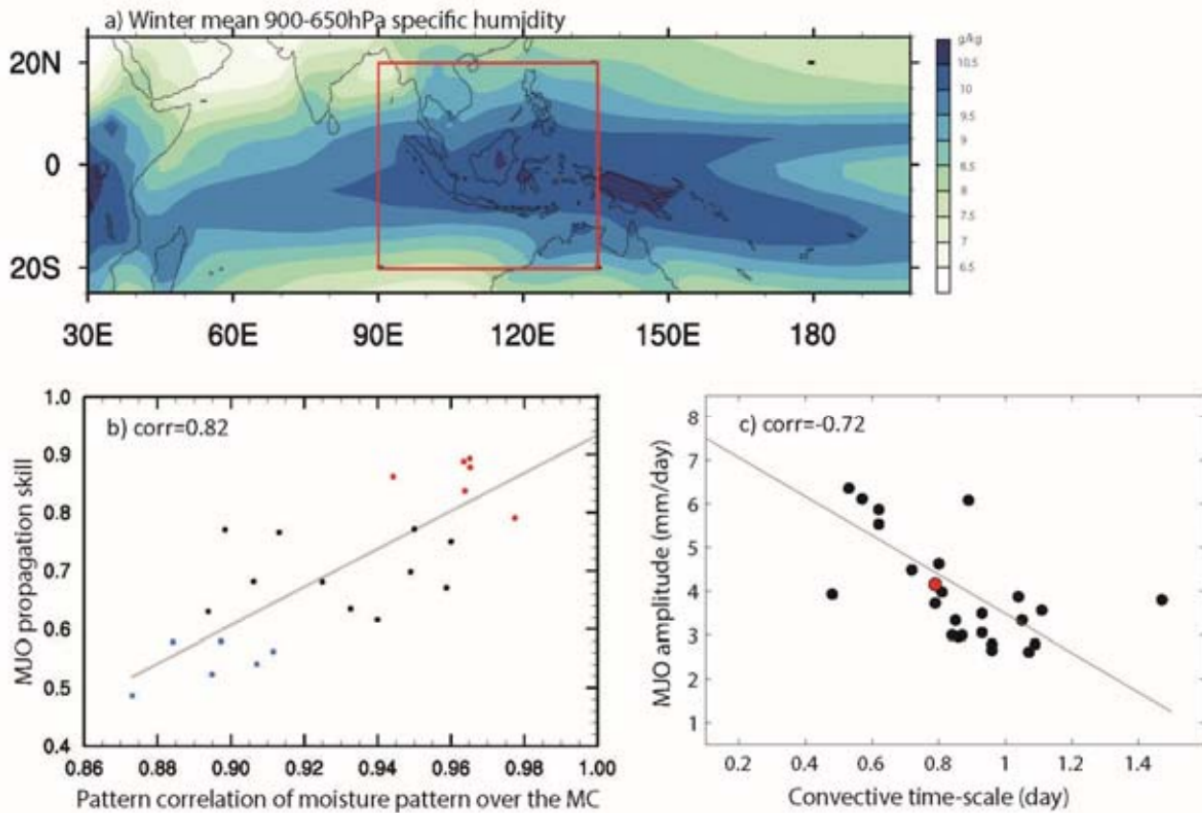 a) Winter mean 900-650hPa specific humidity
g/kg
20N
0
20S
10.5
10
9.5
9
8.5
8
7.5
7
6.5
30E 60E 90E 120E 150E 180
b) corr=0.82
MJO propagation skill
1.0
0.9
0.8
0.7
0.6
0.5
0.4
0.86 0.88 0.90 0.92 0.94 0.96 0.98 1.00
Pattern correlation of moisture pattern over the MC
c) corr=-0.72
MJO amplitude (mm/day)
8
7
6
5
4
3
2
1
0.2 0.4 0.6 0.8 1 1.2 1.4
Convective time-scale (day)